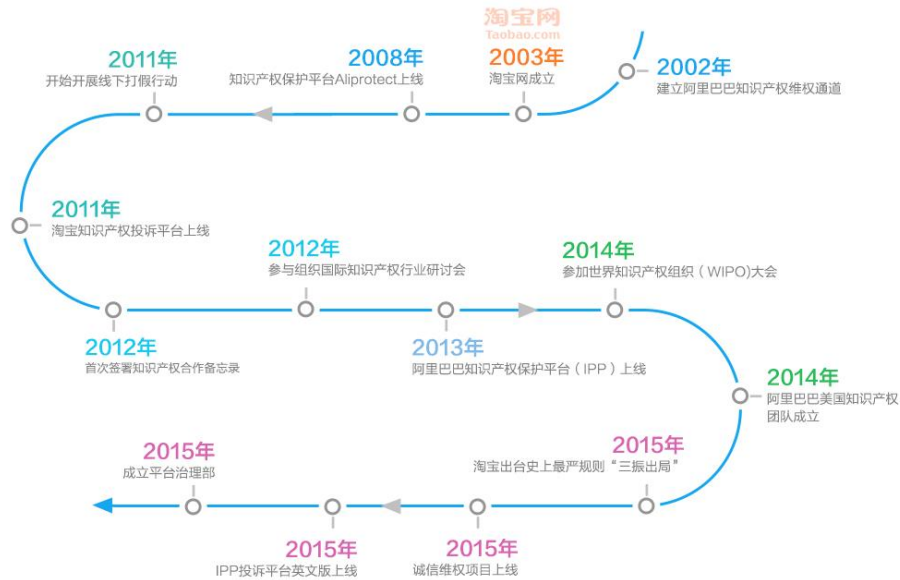 淘宝网
Taobao.com
2002年
建立阿里巴巴知识产权维权通道
2003年
淘宝网成立
2008年
知识产权保护平台Aliprotect上线
2011年
开始开展线下打假行动
2011年
淘宝知识产权投诉平台上线
2012年
首次签署知识产权合作备忘录
2012年
参与组织国际知识产权行业研讨会
2013年
阿里巴巴知识产权保护平台（IPP）上线
2014年
参加世界知识产权组织（WIPO)大会
2014年
阿里巴巴美国知识产权
团队成立
2015年
淘宝出台史上最严规则“三振出局”
2015年
诚信维权项目上线
2015年
IPP投诉平台英文版上线
2015年
成立平台治理部